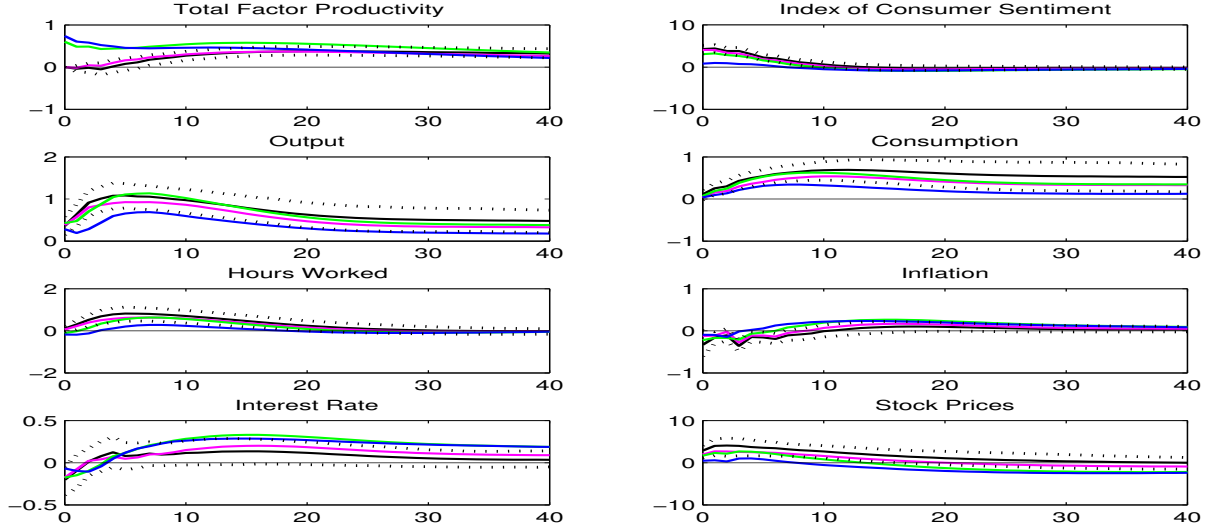 Total Factor Productivity
1
0
−1
0 10 20 30 40
Index of Consumer Sentiment
10
0
−10
0 10 20 30 40
Output
2
1
0
0 10 20 30 40
Consumption
1
0
−1
0 10 20 30 40
Hours Worked
2
0
−2
0 10 20 30 40
Inflation
1
0
−1
0 10 20 30 40
Interest Rate
0.5
0
−0.5
0 10 20 30 40
Stock Prices
10
0
−10
0 10 20 30 40